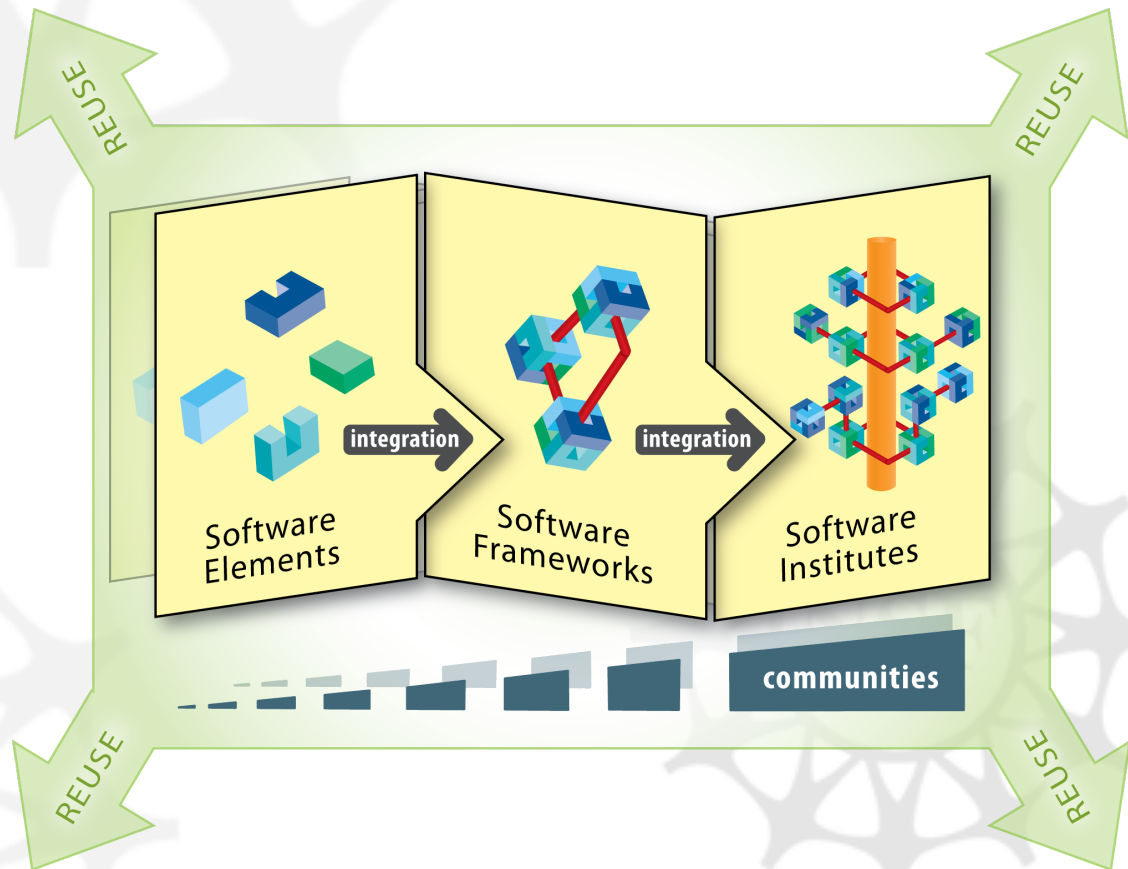 REUSE
REUSE
integration
integration
Software
Elements
Software
Frameworks
Software
Institutes
communities
REUSE
REUSE